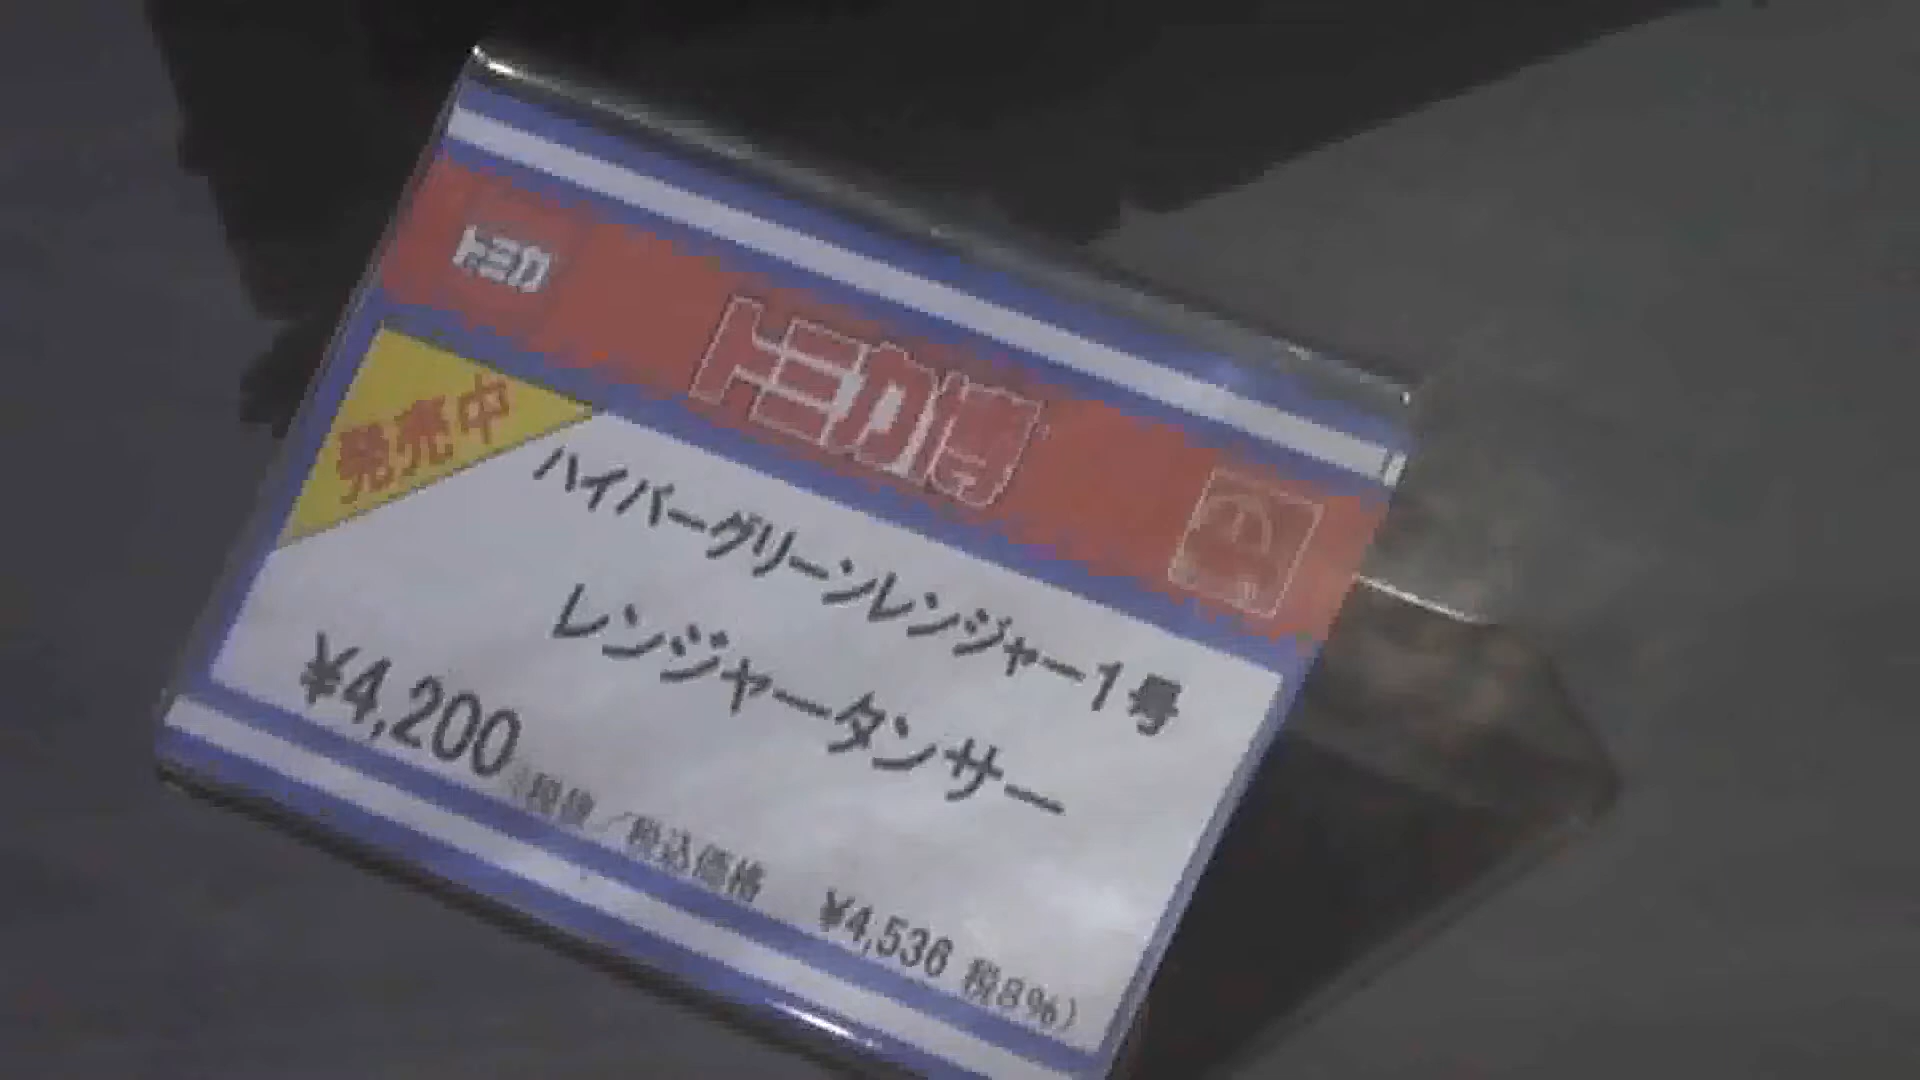 トミカ
トミカ
発売中
ハイパーグリーンレンジャー1号
レンジャータンサー
¥4,200
税込価格 ¥4,536 税8%)